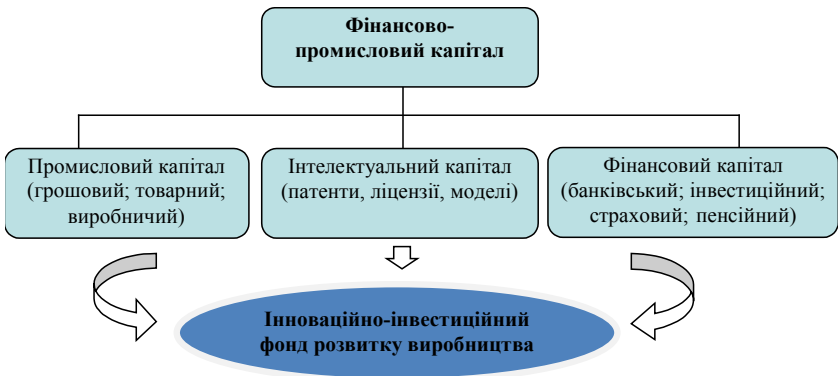 Фінансово-
промисловий капітал
Промисловий капітал
(грошовий; товарний;
виробничий)
Інтелектуальний капітал
(патенти, ліцензії, моделі)
Фінансовий капітал
(банківський; інвестиційний;
страховий; пенсійний)
Інноваційно-інвестиційний
фонд розвитку виробництва